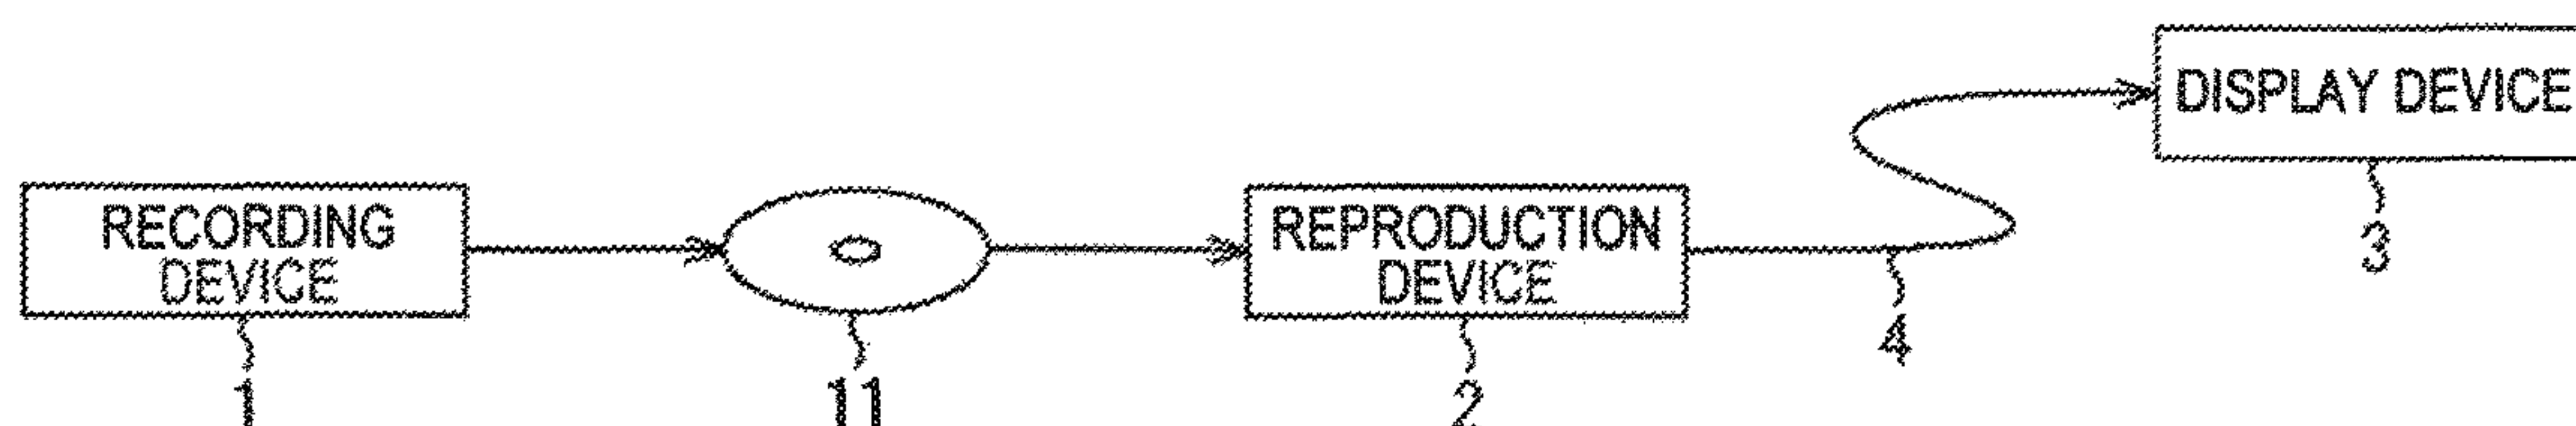 DISPLAY DEVICE
RECORDING
DEVICE
REPRODUCTION
DEVICE
3
4
1
11
2